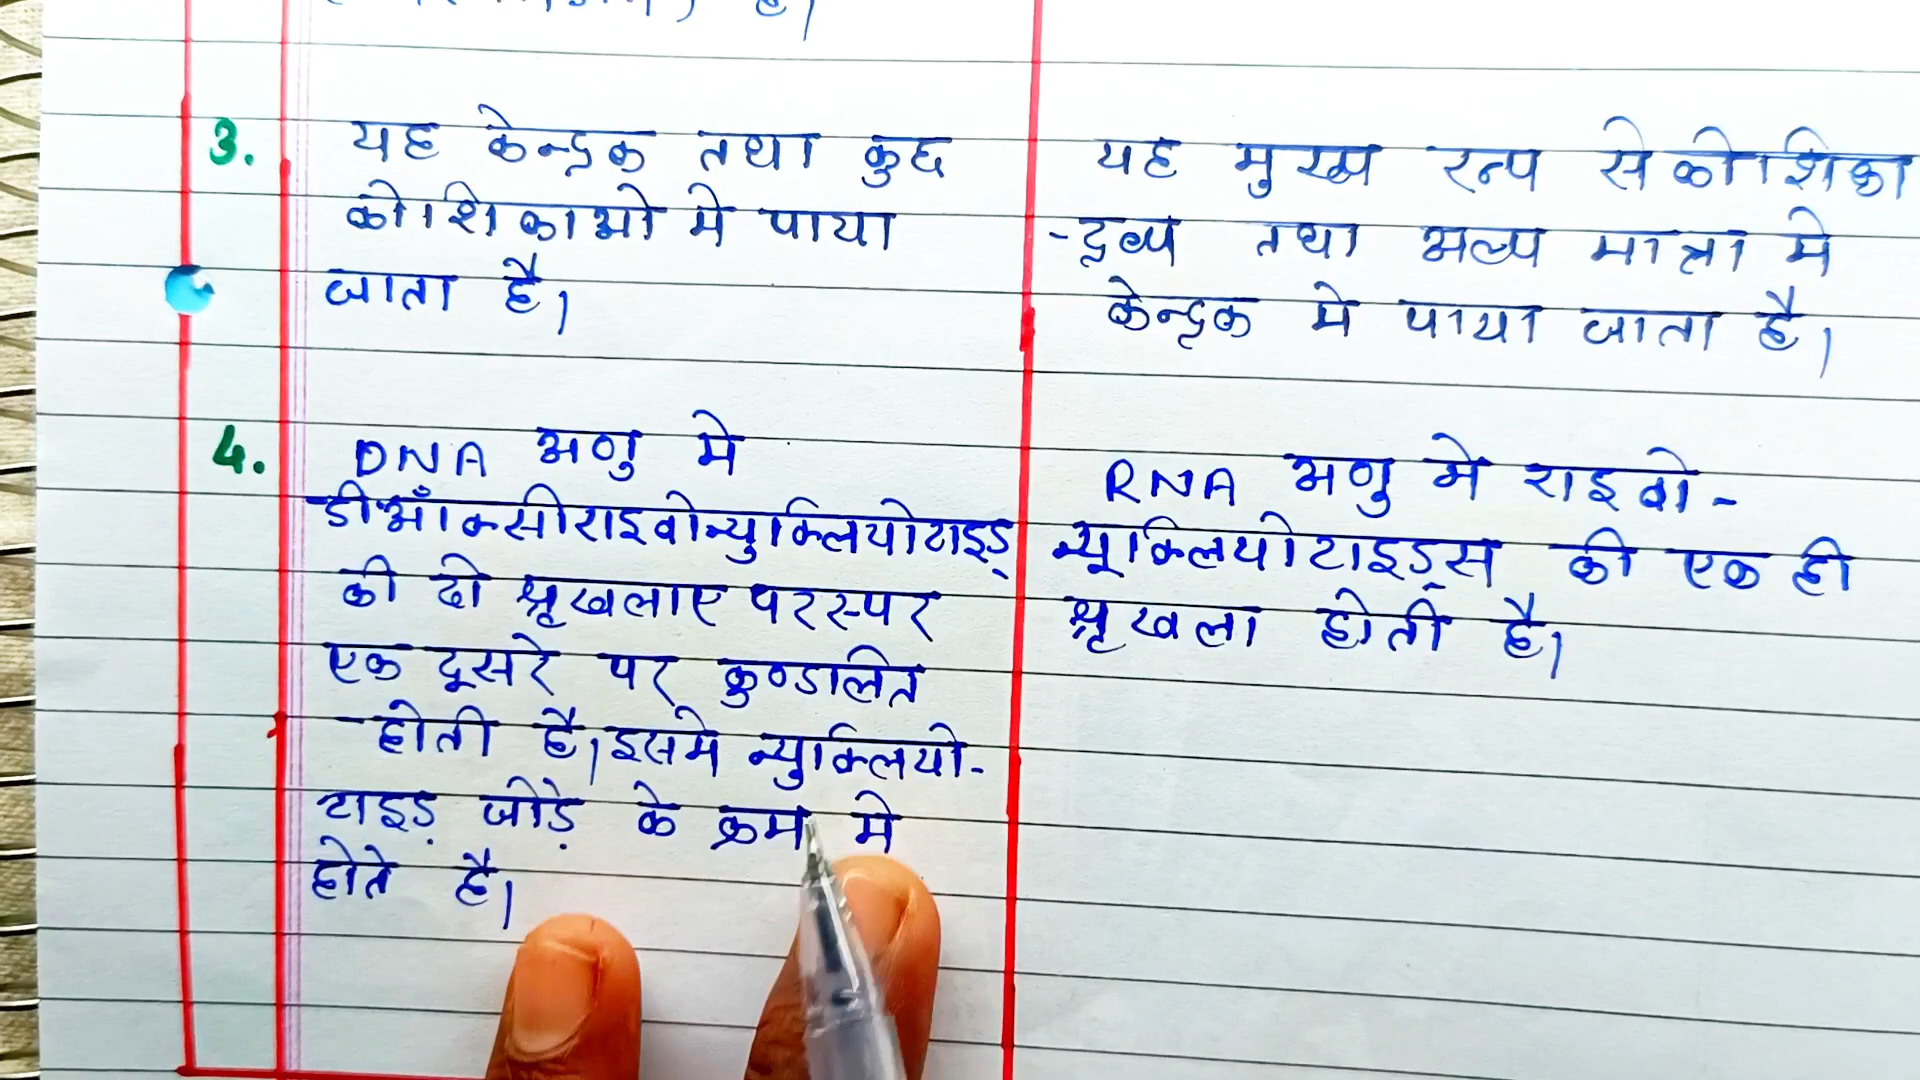 है।
3.
यह केन्द्रक तथा कुछ
कोशिकाओ मे पाया
जाता है।
यह मुख्य रूप से कोशिका
-द्रव्य तथा अल्प मात्रा मे
केन्द्रक मे पाया जाता है।
4.
DNA अणु मे
डीऑक्सीराइबोन्युक्लियोटाइड्
की दो श्रृखलाए परस्पर
एक दूसरे पर कुण्डलित
होती है। इसमे न्युक्लियो-
टाइड़ जोड़े के क्रम मे
होते है।
RNA अणु मे राइबो-
न्यूक्लियोटाइड्स की एक ही
श्रृखला होती है।